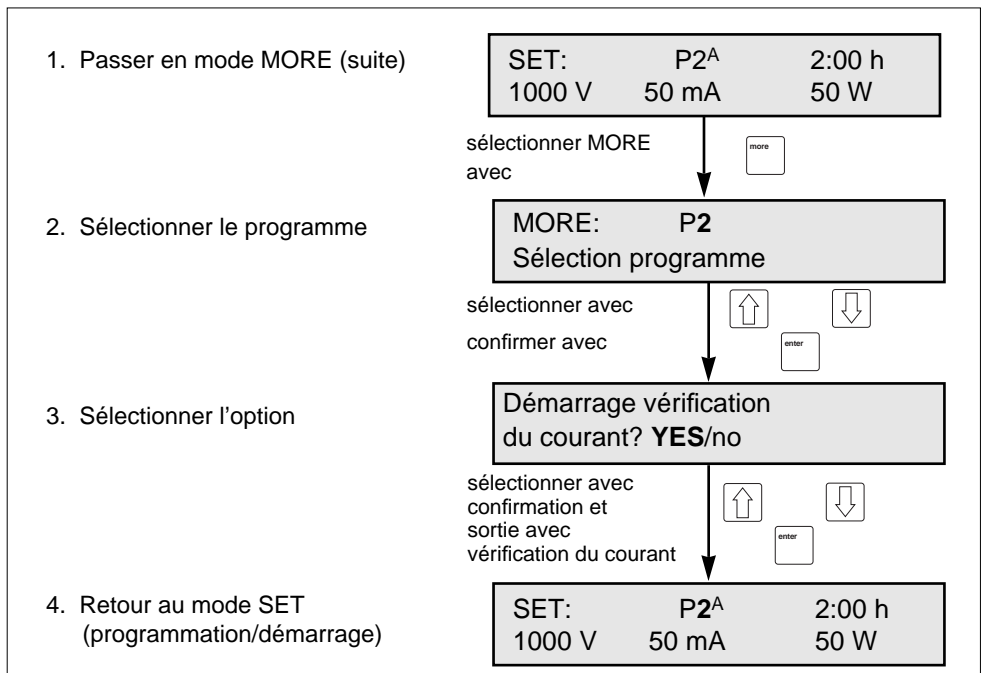 1. Passer en mode MORE (suite)
SET: P2ᴬ 2:00 h
1000 V 50 mA 50 W
sélectionner MORE
avec
more
2. Sélectionner le programme
MORE: P2
Sélection programme
sélectionner avec
confirmer avec
enter
3. Sélectionner l’option
Démarrage vérification
du courant? YES/no
sélectionner avec
confirmation et
sortie avec
vérification du courant
enter
4. Retour au mode SET
(programmation/démarrage)
SET: P2ᴬ 2:00 h
1000 V 50 mA 50 W